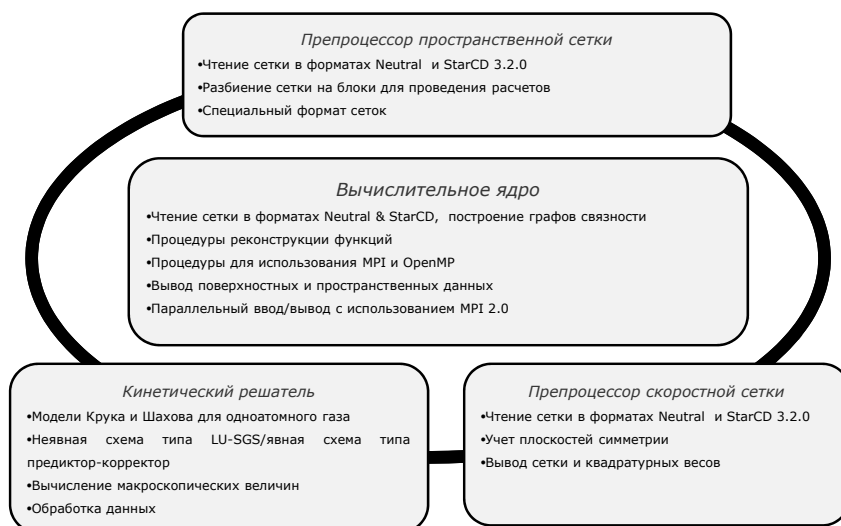 Препроцессор пространственной сетки
•Чтение сетки в форматах Neutral и StarCD 3.2.0
•Разбиение сетки на блоки для проведения расчетов
•Специальный формат сеток
Вычислительное ядро
•Чтение сетки в форматах Neutral & StarCD, построение графов связности
•Процедуры реконструкции функций
•Процедуры для использования MPI и OpenMP
•Вывод поверхностных и пространственных данных
•Параллельный ввод/вывод с использованием MPI 2.0
Кинетический решатель
•Модели Крука и Шахова для одноатомного газа
•Неявная схема типа LU-SGS/явная схема типа
предиктор-корректор
•Вычисление макроскопических величин
•Обработка данных
Препроцессор скоростной сетки
•Чтение сетки в форматах Neutral и StarCD 3.2.0
•Учет плоскостей симметрии
•Вывод сетки и квадратурных весов